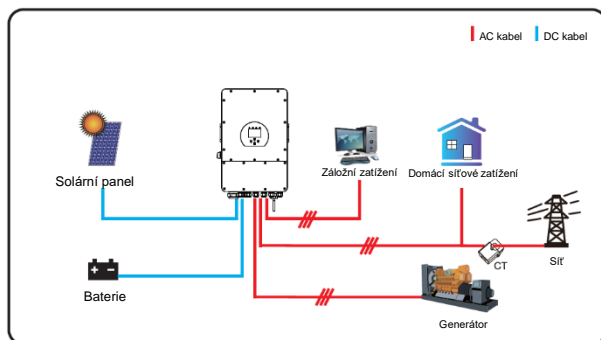 AC kabel
DC kabel
Solární panel
Záložní zatížení
Domácí síťové zatížení
CT
Síť
Baterie
Generátor